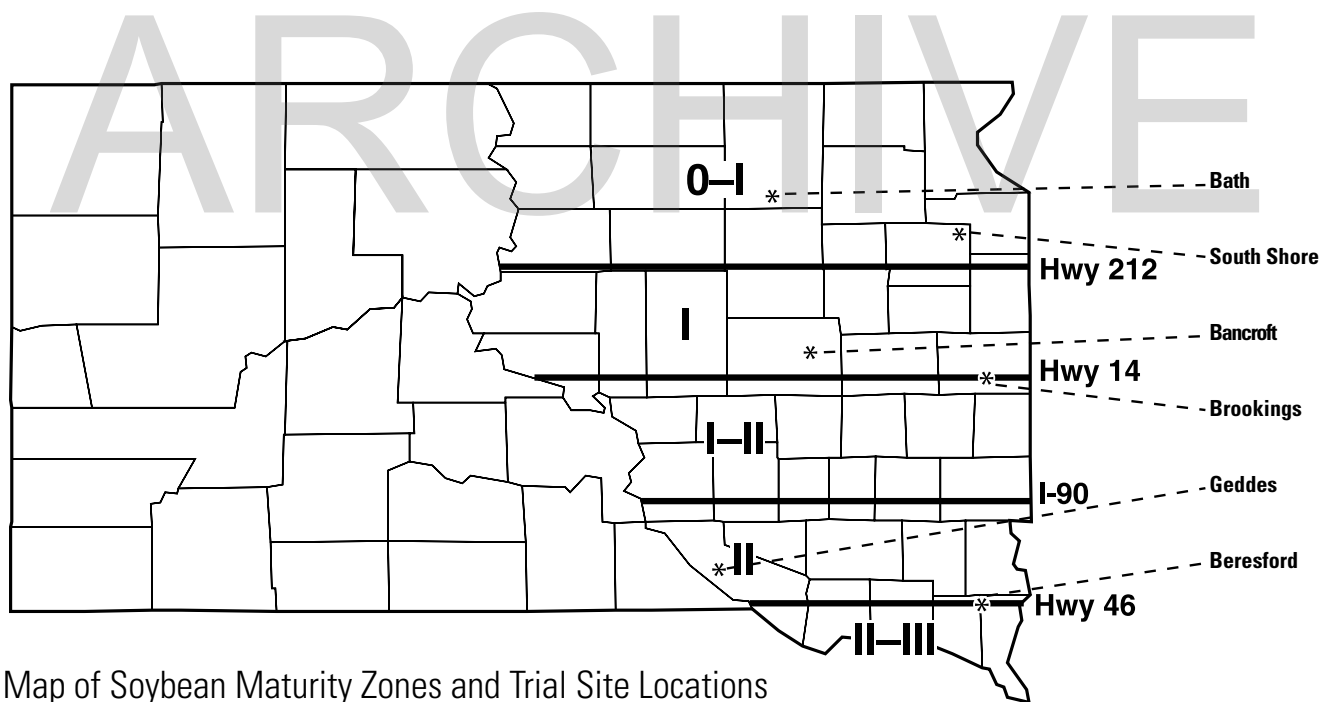 ARCHIVE
0–I
Bath
South Shore
Hwy 212
I
Bancroft
Hwy 14
Brookings
I–II
I-90
Geddes
II
Beresford
Hwy 46
II–III
Map of Soybean Maturity Zones and Trial Site Locations